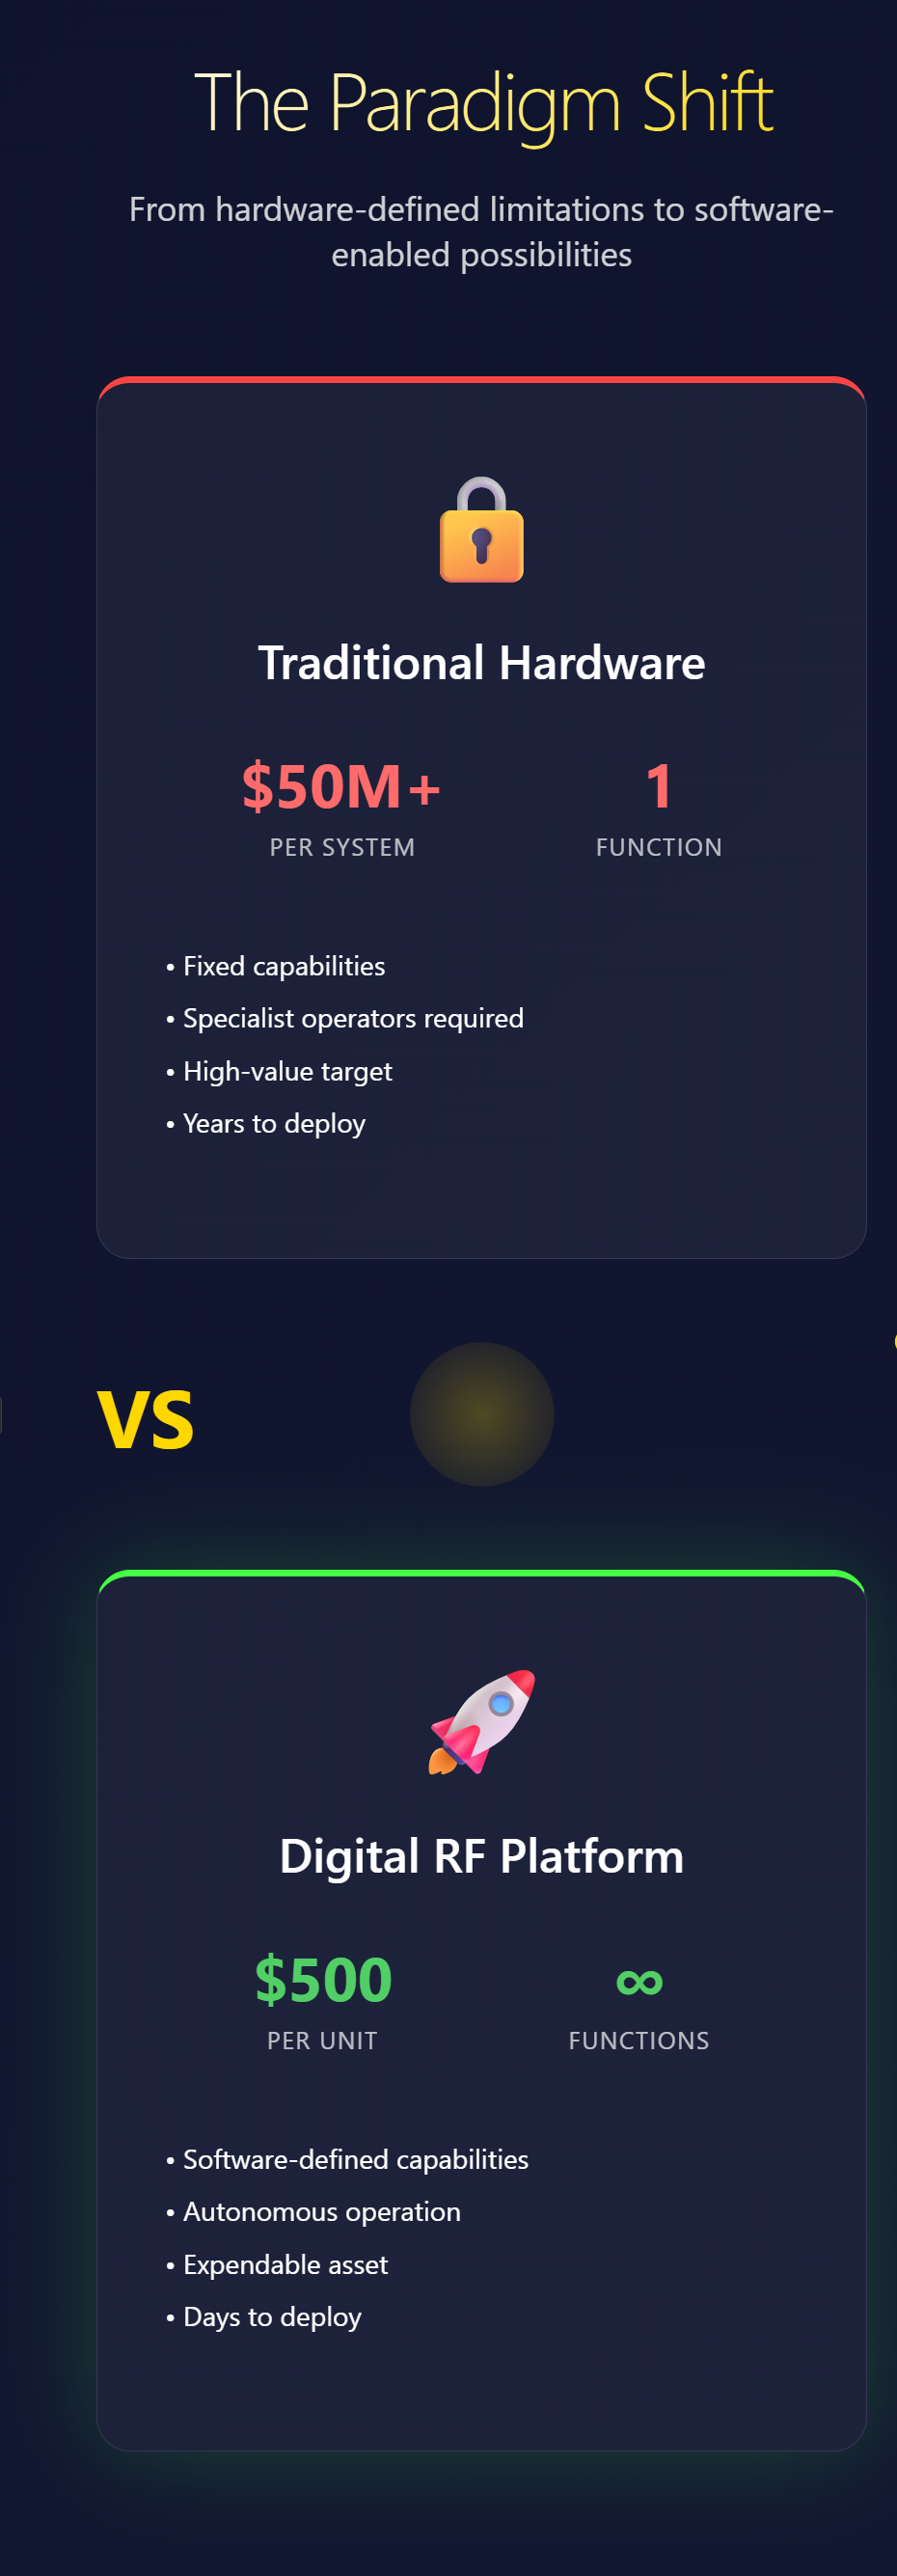 The Paradigm Shift
From hardware-defined limitations to software-
enabled possibilities
Traditional Hardware
$50M+ 1
PER SYSTEM FUNCTION
• Fixed capabilities
• Specialist operators required
• High-value target
• Years to deploy
VS
Digital RF Platform
$500 ∞
PER UNIT FUNCTIONS
• Software-defined capabilities
• Autonomous operation
• Expendable asset
• Days to deploy